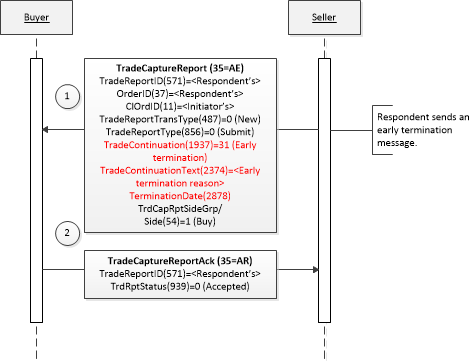 Buyer
Seller
1
TradeCaptureReport (35=AE)
TradeReportID(571)=<Respondent's>
OrderID(37)=<Respondent's>
ClOrdID(11)=<Initiator's>
TradeReportTransType(487)=0 (New)
TradeReportType(856)=0 (Submit)
TradeContinuation(1937)=31 (Early
termination)
TradeContinuationText(2374)=<Early
termination reason>
TerminationDate(2878)
TrdCapRptSideGrp/
Side(54)=1 (Buy)
Respondent sends an
early termination
message.
2
TradeCaptureReportAck (35=AR)
TradeReportID(571)=<Respondent's>
TrdRptStatus(939)=0 (Accepted)